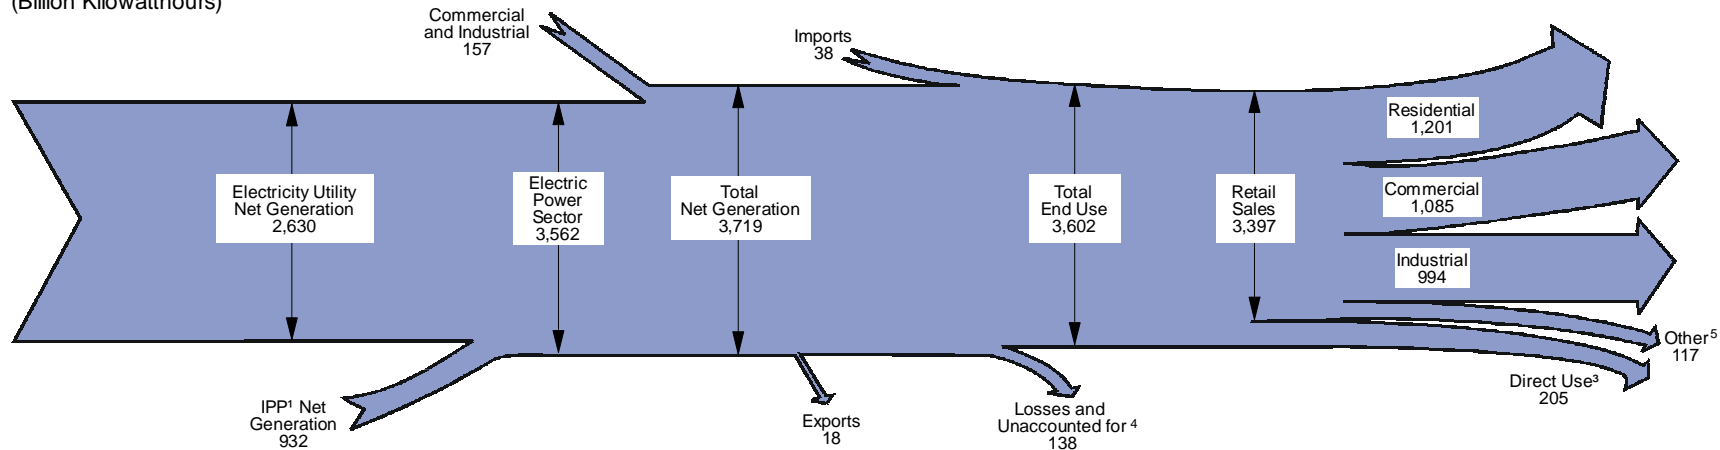 (Billion Kilowatthours)
Commercial
and Industrial
157
Imports
38
Residential
1,201
Electricity Utility
Net Generation
2,630
Electric
Power
Sector
3,562
Total
Net Generation
3,719
Total
End Use
3,602
Retail
Sales
3,397
Commercial
1,085
Industrial
994
Other⁵
117
Direct Use³
205
IPP¹ Net
Generation
932
Exports
18
Losses and
Unaccounted for ⁴
138